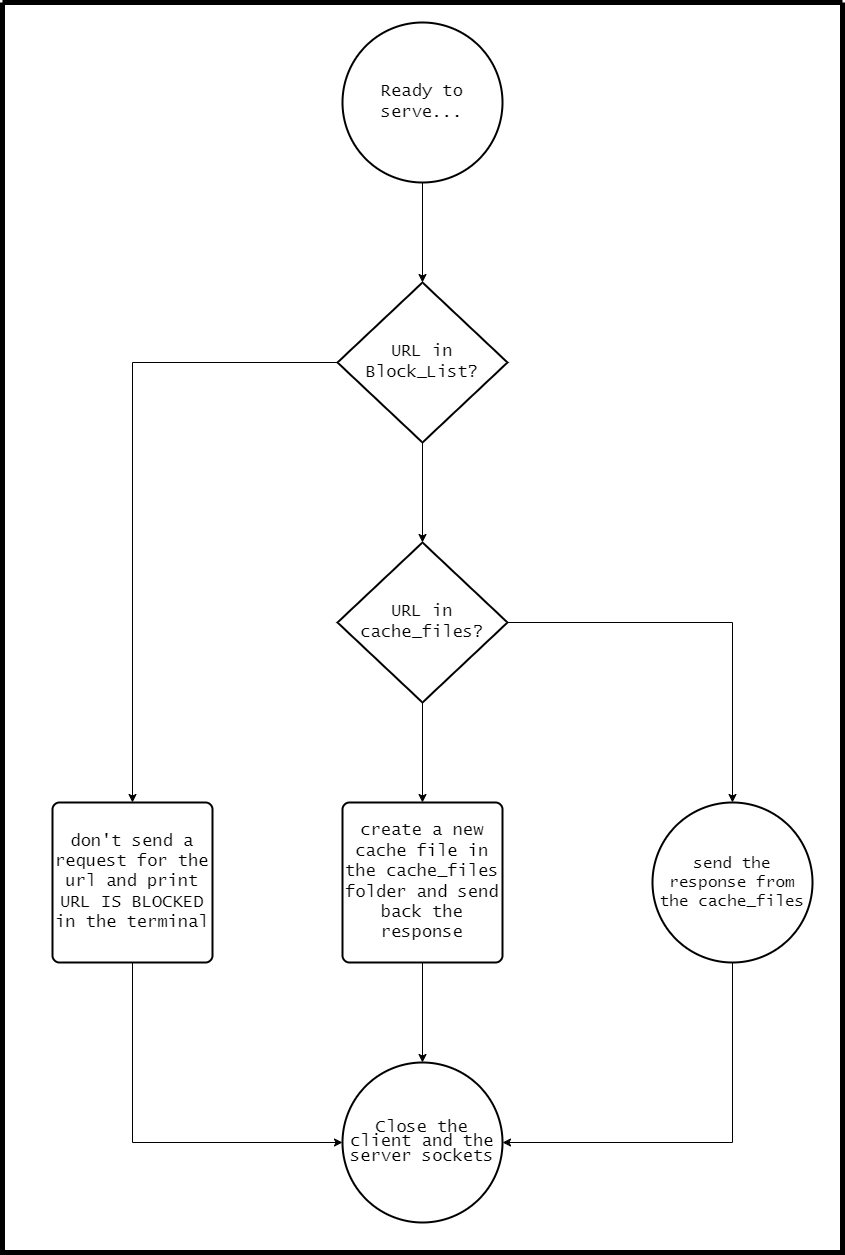 Ready to
serve...
URL in
Block_List?
URL in
cache_files?
don't send a
request for the
url and print
URL IS BLOCKED
in the terminal
create a new
cache file in
the cache_files
folder and send
back the
response
send the
response from
the cache_files
Close the
client and the
server sockets